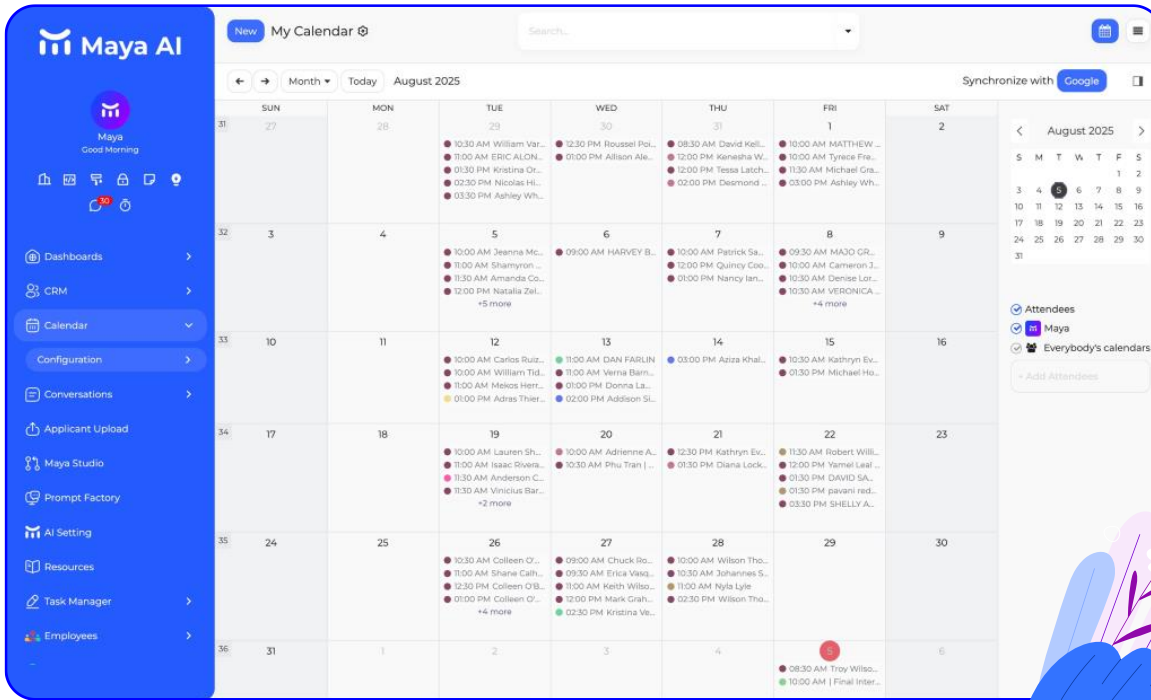 Maya AI
Maya
Good Morning
30
Dashboards
CRM
Calendar
Configuration
Conversations
Applicant Upload
Maya Studio
Prompt Factory
AI Setting
Resources
Task Manager
Employees
New My Calendar
Search...
Month Today August 2025 Synchronize with Google
SUN MON TUE WED THU FRI SAT
31 27 28 29 30 31 1 2
10:30 AM William Var... 12:30 PM Roussel Poi... 08:30 AM David Kell... 10:00 AM MATTHEW ...
11:00 AM ERIC ALON... 01:00 PM Allison Ale... 12:00 PM Kenesha W... 10:00 AM Tyrece Fre...
01:30 PM Kristina Or... 12:00 PM Tessa Latch... 11:30 AM Michael Gra...
02:30 PM Nicolas Hi... 02:00 PM Desmond ... 03:00 PM Ashley Wh...
03:30 PM Ashley Wh...
32 3 4 5 6 7 8 9
10:00 AM Jeanna Mc... 09:00 AM HARVEY B... 10:00 AM Patrick Sa... 09:30 AM MAJO GR...
11:00 AM Shamyron ... 12:00 PM Quincy Coo... 10:00 AM Cameron J...
11:30 AM Amanda Co... 01:00 PM Nancy Ian... 10:30 AM Denise Lor...
12:00 PM Natalia Zel... 10:30 AM VERONICA ...
+5 more +4 more
33 10 11 12 13 14 15 16
10:00 AM Carlos Ruiz... 11:00 AM DAN FARLIN 03:00 PM Aziza Khal... 10:30 AM Kathryn Ev...
10:00 AM William Tid... 11:00 AM Verna Barn... 01:30 PM Michael Ho...
11:00 AM Mekos Herr... 01:00 PM Donna La...
01:00 PM Adras Thier... 02:00 PM Addison Si...
34 17 18 19 20 21 22 23
10:00 AM Lauren Sh... 10:00 AM Adrienne A... 12:30 PM Kathryn Ev... 11:30 AM Robert Willi...
11:00 AM Isaac Rivera... 10:30 AM Phu Tran | ... 01:30 PM Diana Lock... 12:00 PM Yamel Leal ...
11:30 AM Anderson C... 01:30 PM DAVID SA...
11:30 AM Vinicius Bar... 01:30 PM pavani red...
+2 more 03:30 PM SHELLY A...
35 24 25 26 27 28 29 30
10:30 AM Colleen O'... 09:00 AM Chuck Ro... 10:00 AM Wilson Tho...
11:00 AM Shane Calh... 09:30 AM Erica Vasq... 10:30 AM Johannes S...
12:30 PM Colleen O'B... 11:00 AM Keith Wilso... 11:00 AM Nyla Lyle
01:00 PM Colleen O'... 12:00 PM Mark Grah... 02:30 PM Wilson Tho...
+4 more 02:30 PM Kristina Ve...
36 31 1 2 3 4 5 6
08:30 AM Troy Wilso...
10:00 AM | Final Inter...
August 2025
S M T W T F S
1 2
3 4 5 6 7 8 9
10 11 12 13 14 15 16
17 18 19 20 21 22 23
24 25 26 27 28 29 30
31
Attendees
Maya
Everybody's calendars
+ Add Attendees